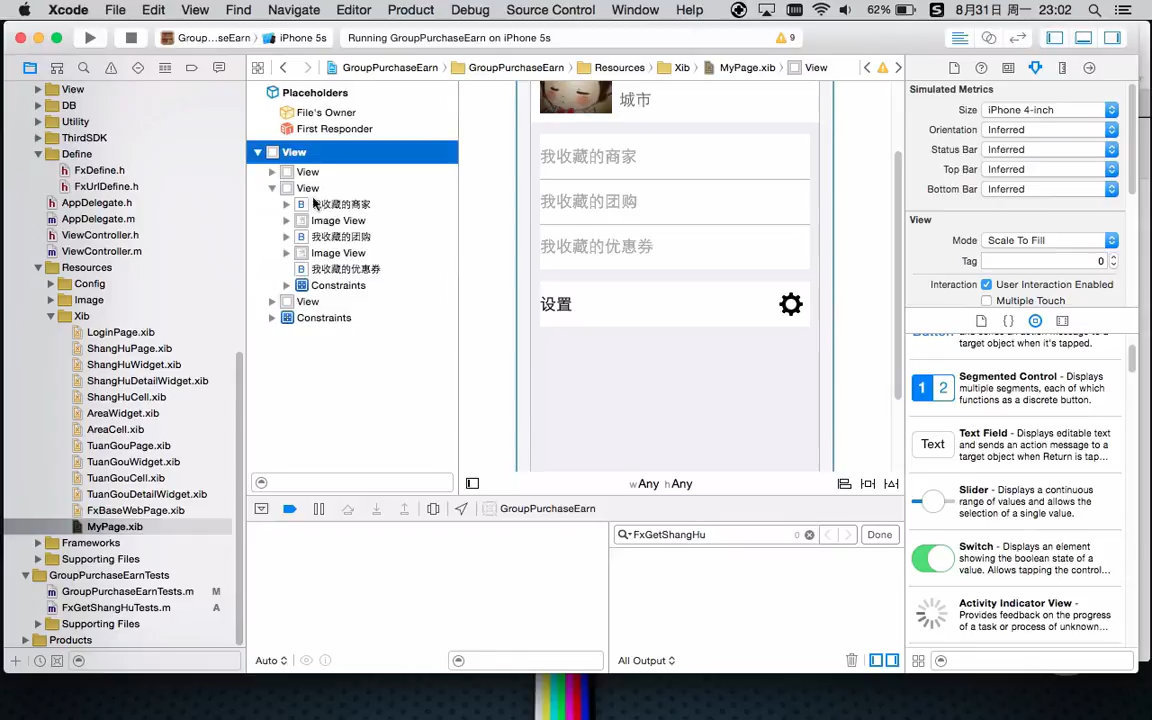 Xcode File Edit View Find Navigate Editor Product Debug Source Control Window Help 62% 8月31日 周一 23:02
Group...seEarn iPhone 5s Running GroupPurchaseEarn on iPhone 5s 9
GroupPurchaseEarn GroupPurchaseEarn Resources Xib MyPage.xib View
View
DB
Utility
ThirdSDK
Define
FxDefine.h
FxUrlDefine.h
AppDelegate.h
AppDelegate.m
ViewController.h
ViewController.m
Resources
Config
Image
Xib
LoginPage.xib
ShangHuPage.xib
ShangHuWidget.xib
ShangHuDetailWidget.xib
ShangHuCell.xib
AreaWidget.xib
AreaCell.xib
TuanGouPage.xib
TuanGouWidget.xib
TuanGouCell.xib
TuanGouDetailWidget.xib
FxBaseWebPage.xib
MyPage.xib
Frameworks
Supporting Files
GroupPurchaseEarnTests
GroupPurchaseEarnTests.m M
FxGetShangHuTests.m A
Supporting Files
Products
Placeholders
File's Owner
First Responder
View
View
View
B 收藏的商家
Image View
B 我收藏的团购
Image View
B 我收藏的优惠券
Constraints
View
Constraints
城市
我收藏的商家
我收藏的团购
我收藏的优惠券
设置
wAny hAny
GroupPurchaseEarn
FxGetShangHu 0 Done
Auto
All Output
Simulated Metrics
Size iPhone 4-inch
Orientation Inferred
Status Bar Inferred
Top Bar Inferred
Bottom Bar Inferred
View
Mode Scale To Fill
Tag 0
Interaction User Interaction Enabled
Multiple Touch
{}
sends an action message to a
target object when it's tapped.
1 2
Segmented Control - Displays
multiple segments, each of which
functions as a discrete button.
Text
Text Field - Displays editable text
and sends an action message to a
target object when Return is tap...
Slider - Displays a continuous
range of values and allows the
selection of a single value.
Switch - Displays an element
showing the boolean state of a
value. Allows tapping the control...
Activity Indicator View -
Provides feedback on the progress
of a task or process of unknown...